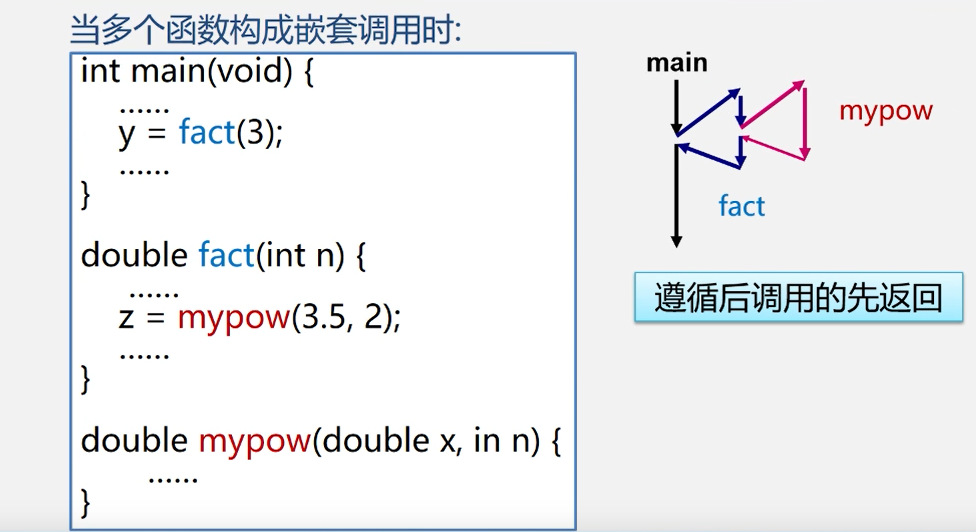 当多个函数构成嵌套调用时:
int main(void) {
......
y = fact(3);
......
}
double fact(int n) {
......
z = mypow(3.5, 2);
......
}
double mypow(double x, in n) {
......
}
main
mypow
fact
遵循后调用的先返回